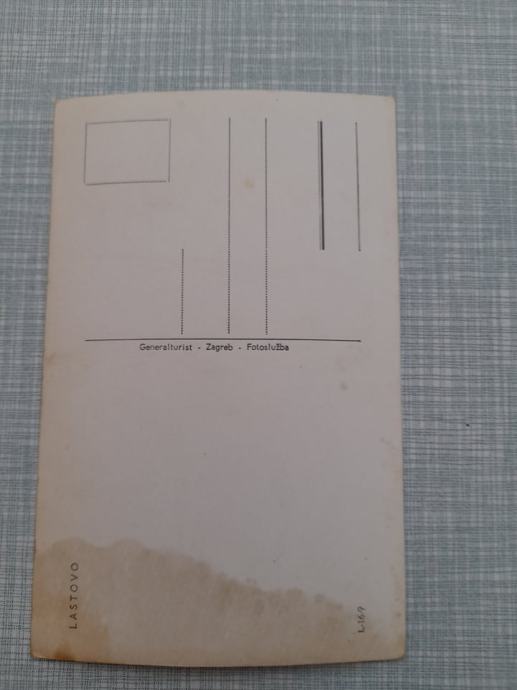 Generalturist - Zagreb - Fotoslužba
LASTOVO
L-169